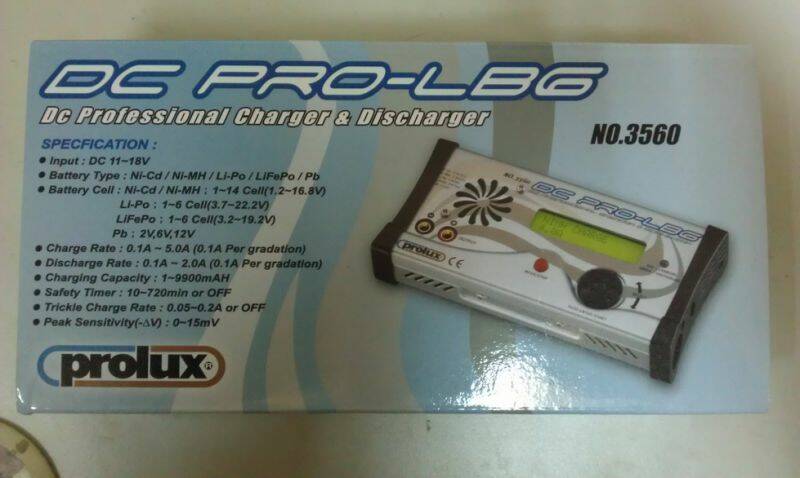 DC PRO-LB6
Dc Professional Charger & Discharger
NO.3560
SPECFICATION :
● Input : DC 11~18V
● Battery Type : Ni-Cd / Ni-MH / Li-Po / LiFePo / Pb
● Battery Cell : Ni-Cd / Ni-MH : 1~14 Cell(1.2~16.8V)
Li-Po : 1~6 Cell(3.7~22.2V)
LiFePo : 1~6 Cell(3.2~19.2V)
Pb : 2V,6V,12V
● Charge Rate : 0.1A ~ 5.0A (0.1A Per gradation)
● Discharge Rate : 0.1A ~ 2.0A (0.1A Per gradation)
● Charging Capacity : 1~9900mAH
● Safety Timer : 10~720min or OFF
● Trickle Charge Rate : 0.05~0.2A or OFF
● Peak Sensitivity(-ΔV) : 0~15mV
prolux®
NO.3560
DC PRO-LB6
OUTPUT
prolux CE